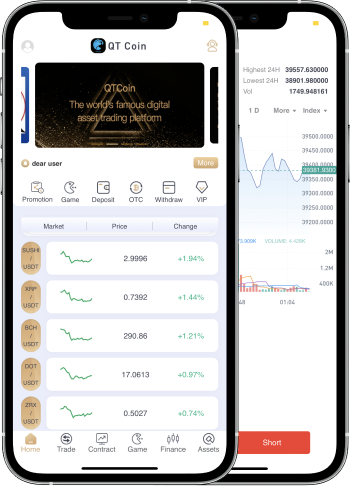 QT Coin
QTCoin
The world's famous digital
asset trading platform
dear user
More
Promotion
Game
Deposit
OTC
Withdraw
VIP
Market
Price
Change
SUSHI
/
USDT
2.9996
+1.94%
XRP
/
USDT
0.7392
+1.44%
BCH
/
USDT
290.86
+1.21%
DOT
/
USDT
17.0613
+0.97%
ZRX
/
USDT
0.5027
+0.74%
Home
Trade
Contract
Game
Finance
Assets
Highest 24H 39557.630000
Lowest 24H 38901.980000
Vol 1749.948161
1 D
More
Index
39500.0000
39450.0000
39400.0000
39361.9300
39350.0000
39300.0000
39250.0000
39200.0000
VOLUME: 4.428K
2M
1.2M
480K
48
01/04
Short